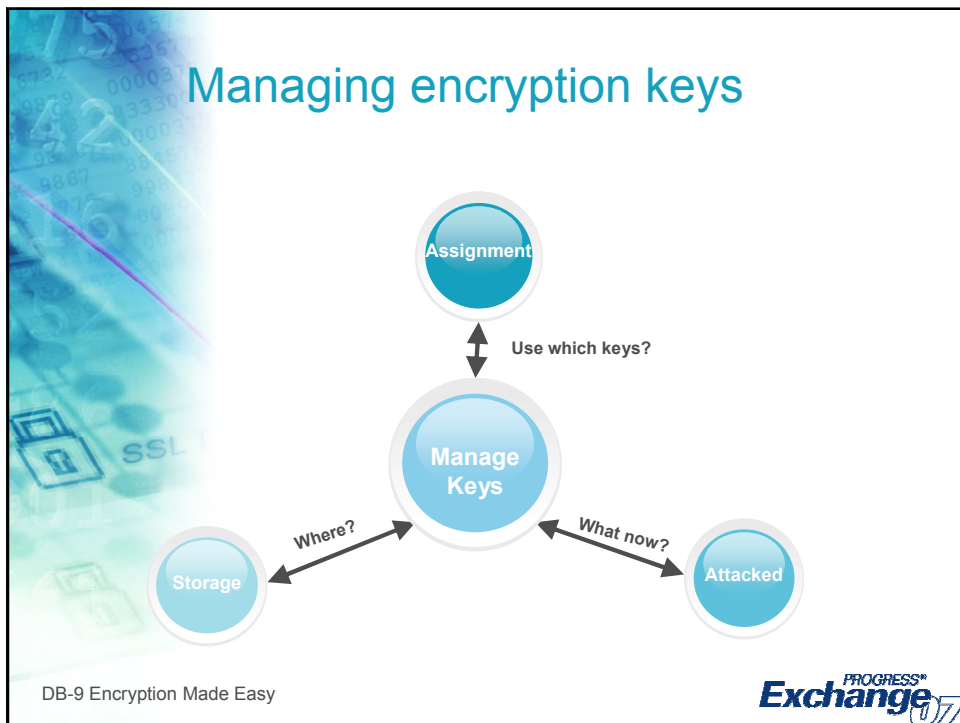 Managing encryption keys
Assignment
Use which keys?
Manage
Keys
Where?
What now?
Storage
Attacked
SSL
DB-9 Encryption Made Easy
PROGRESS
Exchange
07